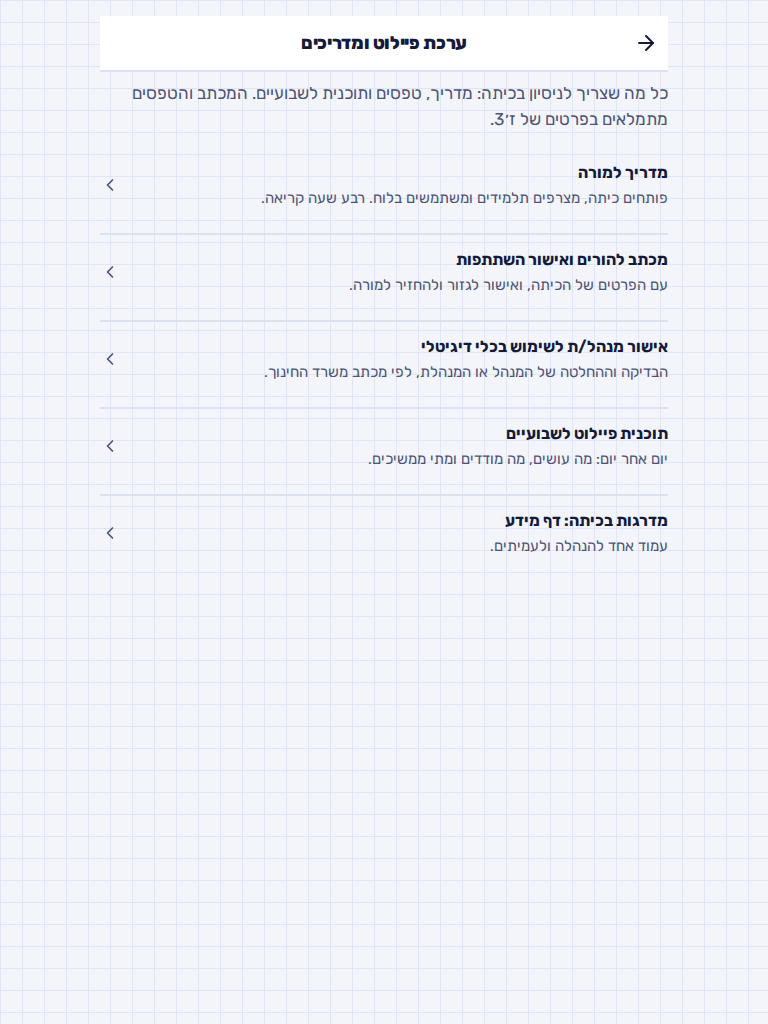 ערכת פיילוט ומדריכים
כל מה שצריך לניסיון בכיתה: מדריך, טפסים ותוכנית לשבועיים. המכתב והטפסים
מתמלאים בפרטים של ז׳3.
מדריך למורה
פותחים כיתה, מצרפים תלמידים ומשתמשים בלוח. רבע שעה קריאה.
מכתב להורים ואישור השתתפות
עם הפרטים של הכיתה, ואישור לגזור ולהחזיר למורה.
אישור מנהל/ת לשימוש בכלי דיגיטלי
הבדיקה וההחלטה של המנהל או המנהלת, לפי מכתב משרד החינוך.
תוכנית פיילוט לשבועיים
יום אחר יום: מה עושים, מה מודדים ומתי ממשיכים.
מדרגות בכיתה: דף מידע
עמוד אחד להנהלה ולעמיתים.